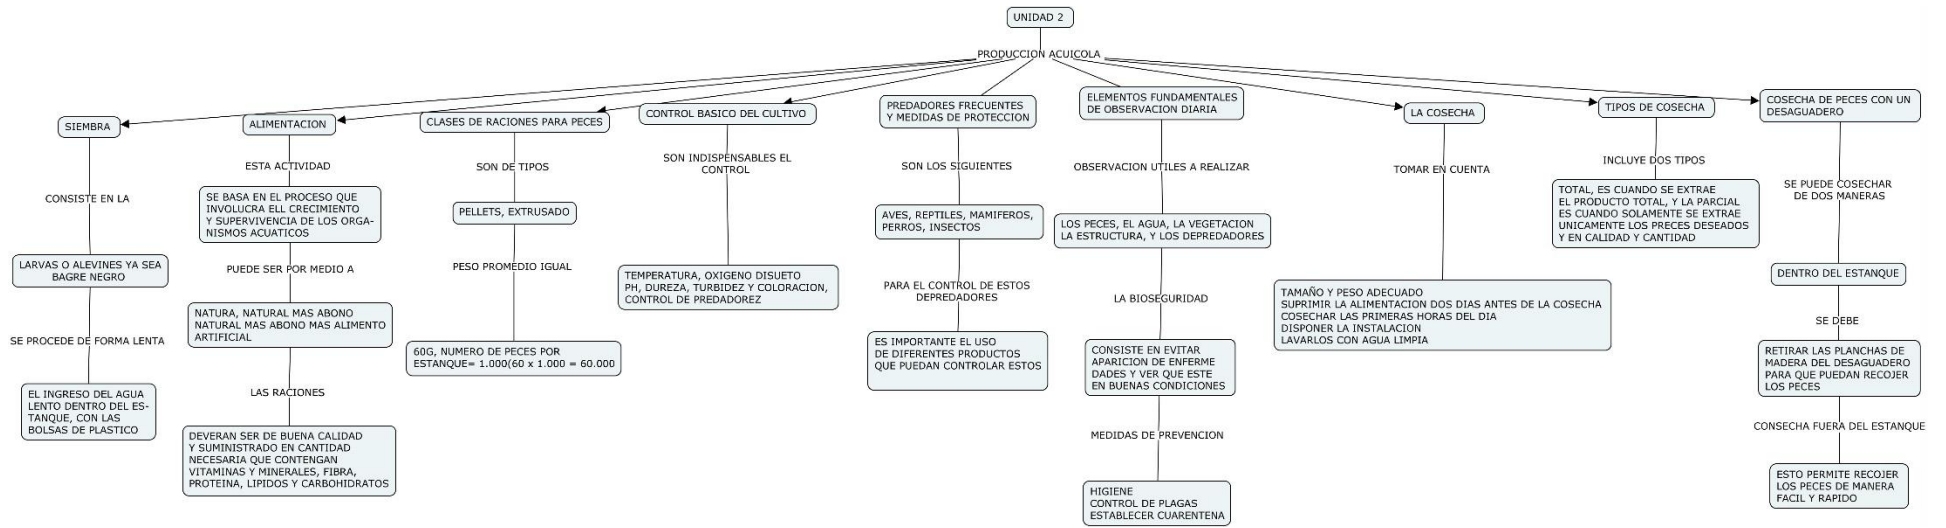 UNIDAD 2
PRODUCCION ACUICOLA
SIEMBRA
CONSISTE EN LA
LARVAS O ALEVINES YA SEA
BAGRE NEGRO
SE PROCEDE DE FORMA LENTA
EL INGRESO DEL AGUA
LENTO DENTRO DEL ES-
TANQUE, CON LAS
BOLSAS DE PLASTICO
ALIMENTACION
ESTA ACTIVIDAD
SE BASA EN EL PROCESO QUE
INVOLUCRA ELL CRECIMIENTO
Y SUPERVIVENCIA DE LOS ORGA-
NISMOS ACUATICOS
PUEDE SER POR MEDIO A
NATURA, NATURAL MAS ABONO
NATURAL MAS ABONO MAS ALIMENTO
ARTIFICIAL
LAS RACIONES
DEVERAN SER DE BUENA CALIDAD
Y SUMINISTRADO EN CANTIDAD
NECESARIA QUE CONTENGAN
VITAMINAS Y MINERALES, FIBRA,
PROTEINA, LIPIDOS Y CARBOHIDRATOS
CLASES DE RACIONES PARA PECES
SON DE TIPOS
PELLETS, EXTRUSADO
PESO PROMEDIO IGUAL
60G, NUMERO DE PECES POR
ESTANQUE= 1.000(60 x 1.000 = 60.000
CONTROL BASICO DEL CULTIVO
SON INDISPENSABLES EL
CONTROL
TEMPERATURA, OXIGENO DISUETO
PH, DUREZA, TURBIDEZ Y COLORACION,
CONTROL DE PREDADOREZ
PREDADORES FRECUENTES
Y MEDIDAS DE PROTECCION
SON LOS SIGUIENTES
AVES, REPTILES, MAMIFEROS,
PERROS, INSECTOS
PARA EL CONTROL DE ESTOS
DEPREDADORES
ES IMPORTANTE EL USO
DE DIFERENTES PRODUCTOS
QUE PUEDAN CONTROLAR ESTOS
ELEMENTOS FUNDAMENTALES
DE OBSERVACION DIARIA
OBSERVACION UTILES A REALIZAR
LOS PECES, EL AGUA, LA VEGETACION
LA ESTRUCTURA, Y LOS DEPREDADORES
LA BIOSEGURIDAD
CONSISTE EN EVITAR
APARICION DE ENFERME
DADES Y VER QUE ESTE
EN BUENAS CONDICIONES
MEDIDAS DE PREVENCION
HIGIENE
CONTROL DE PLAGAS
ESTABLECER CUARENTENA
LA COSECHA
TOMAR EN CUENTA
TAMAÑO Y PESO ADECUADO
SUPRIMIR LA ALIMENTACION DOS DIAS ANTES DE LA COSECHA
COSECHAR LAS PRIMERAS HORAS DEL DIA
DISPONER LA INSTALACION
LAVARLOS CON AGUA LIMPIA
TIPOS DE COSECHA
INCLUYE DOS TIPOS
TOTAL, ES CUANDO SE EXTRAE
EL PRODUCTO TOTAL, Y LA PARCIAL
ES CUANDO SOLAMENTE SE EXTRAE
UNICAMENTE LOS PRECES DESEADOS
Y EN CALIDAD Y CANTIDAD
COSECHA DE PECES CON UN
DESAGUADERO
SE PUEDE COSECHAR
DE DOS MANERAS
DENTRO DEL ESTANQUE
SE DEBE
RETIRAR LAS PLANCHAS DE
MADERA DEL DESAGUADERO
PARA QUE PUEDAN RECOJER
LOS PECES
CONSECHA FUERA DEL ESTANQUE
ESTO PERMITE RECOJER
LOS PECES DE MANERA
FACIL Y RAPIDO